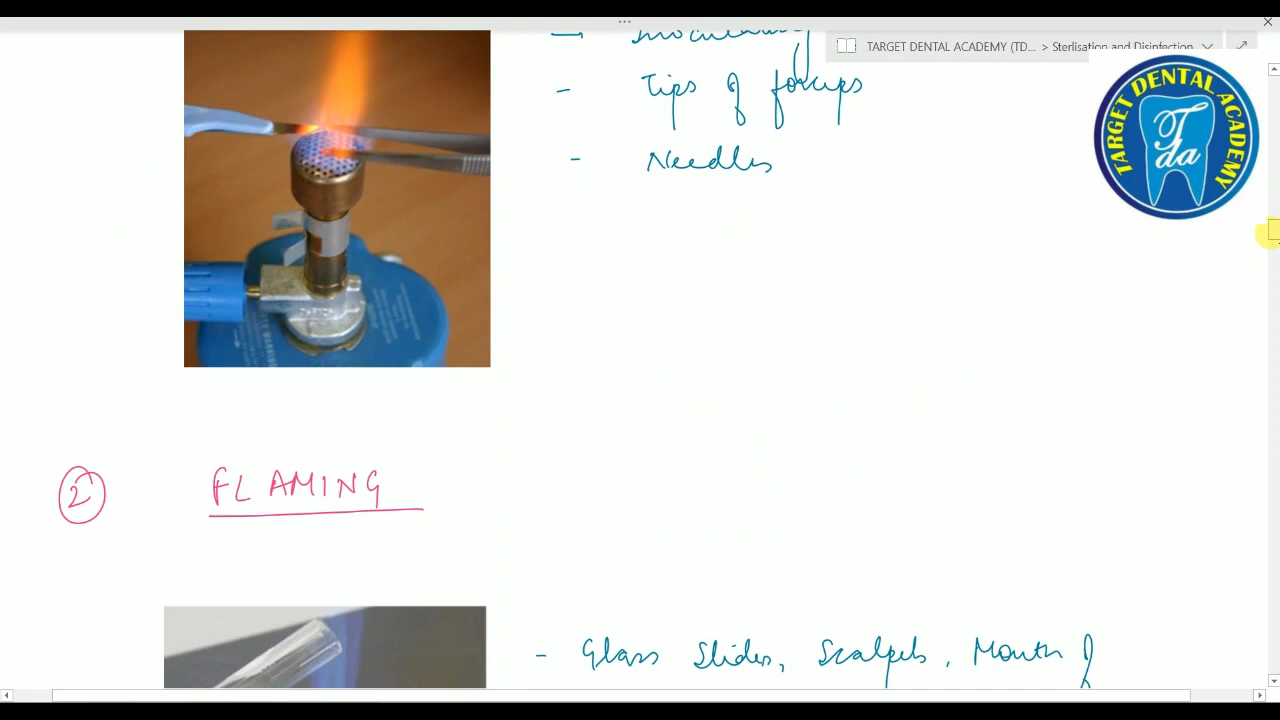 TARGET DENTAL ACADEMY (TD... > Sterlisation and Disinfection
TARGET DENTAL ACADEMY
Tda
- Tips of forceps
- Needles
2 FLAMING
- Glass Slides, Scalpels, Mouth of